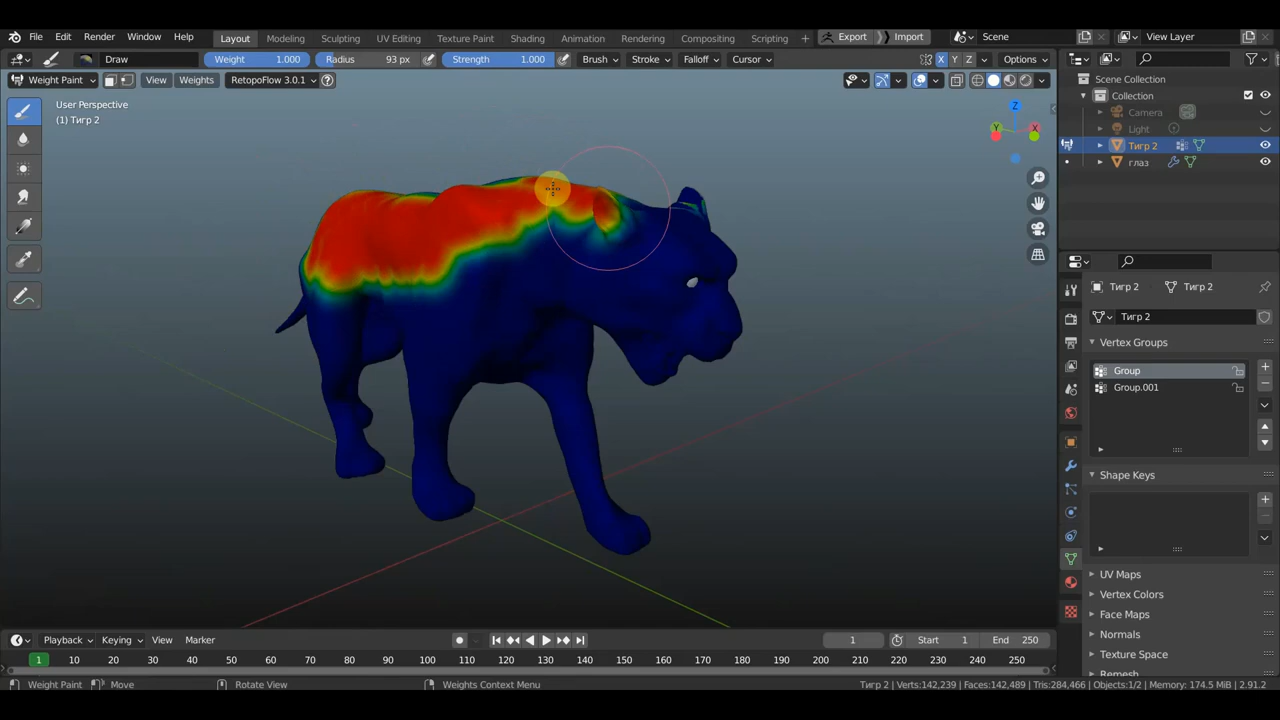 File Edit Render Window Help Layout Modeling Sculpting UV Editing Texture Paint Shading Animation Rendering Compositing Scripting + Export Import Scene View Layer
Draw Weight 1.000 Radius 93 px Strength 1.000 Brush Stroke Falloff Cursor X Y Z Options
Weight Paint View Weights RetopoFlow 3.0.1
User Perspective
(1) Тигр 2
Z
Y X
Scene Collection
Collection
Camera
Light
Тигр 2
глаз
Тигр 2 Тигр 2
Тигр 2
Vertex Groups
Group
Group.001
Shape Keys
UV Maps
Vertex Colors
Face Maps
Normals
Texture Space
Remesh
Playback Keying View Marker 1 Start 1 End 250
1 10 20 30 40 50 60 70 80 90 100 110 120 130 140 150 160 170 180 190 200 210 220 230 240 250
Weight Paint Move Rotate View Weights Context Menu Тигр 2 | Verts:142,239 | Faces:142,489 | Tris:284,466 | Objects:1/2 | Memory: 174.5 MiB | 2.91.2